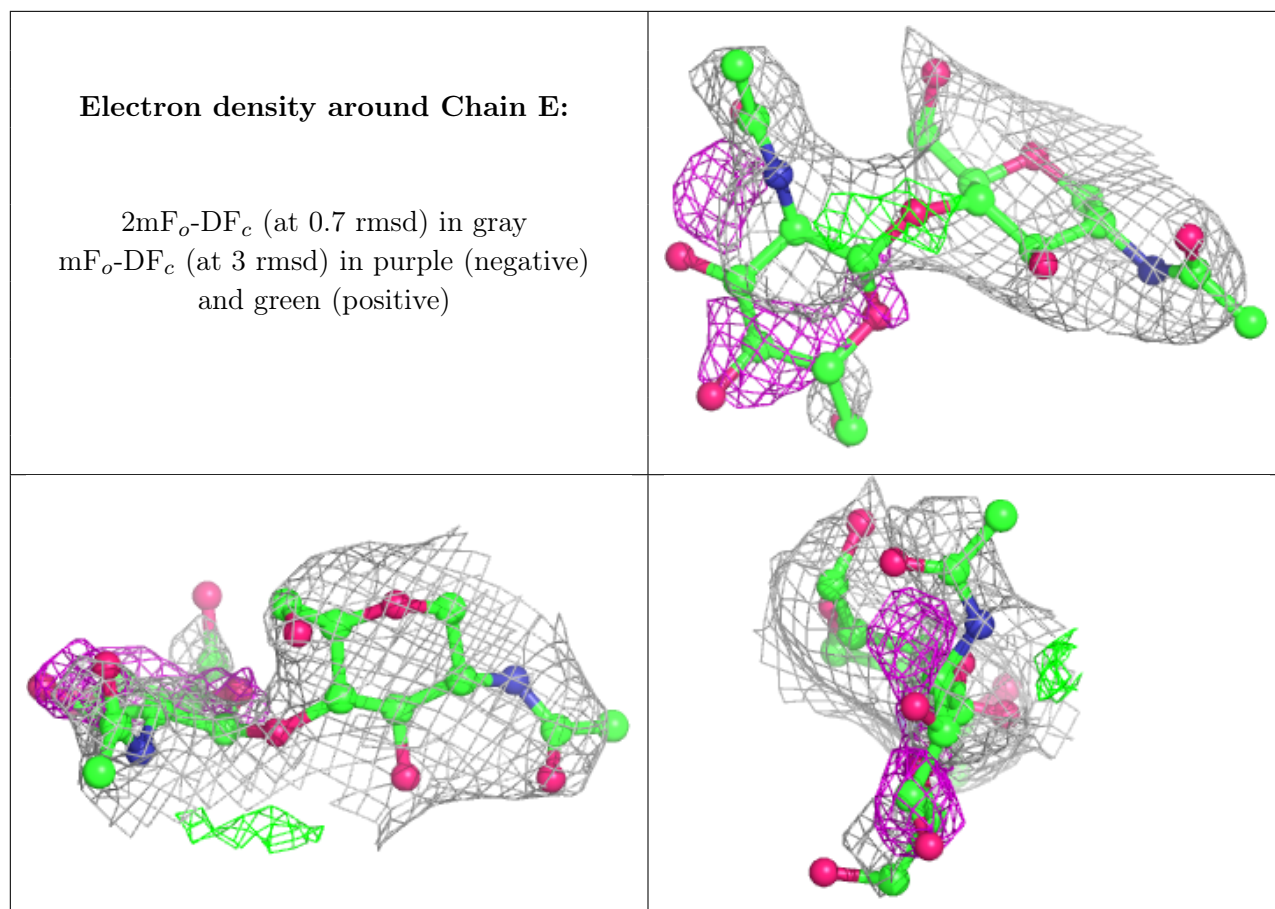 Electron density around Chain E:
2mFₒ-DF𝒸 (at 0.7 rmsd) in gray
mFₒ-DF𝒸 (at 3 rmsd) in purple (negative)
and green (positive)